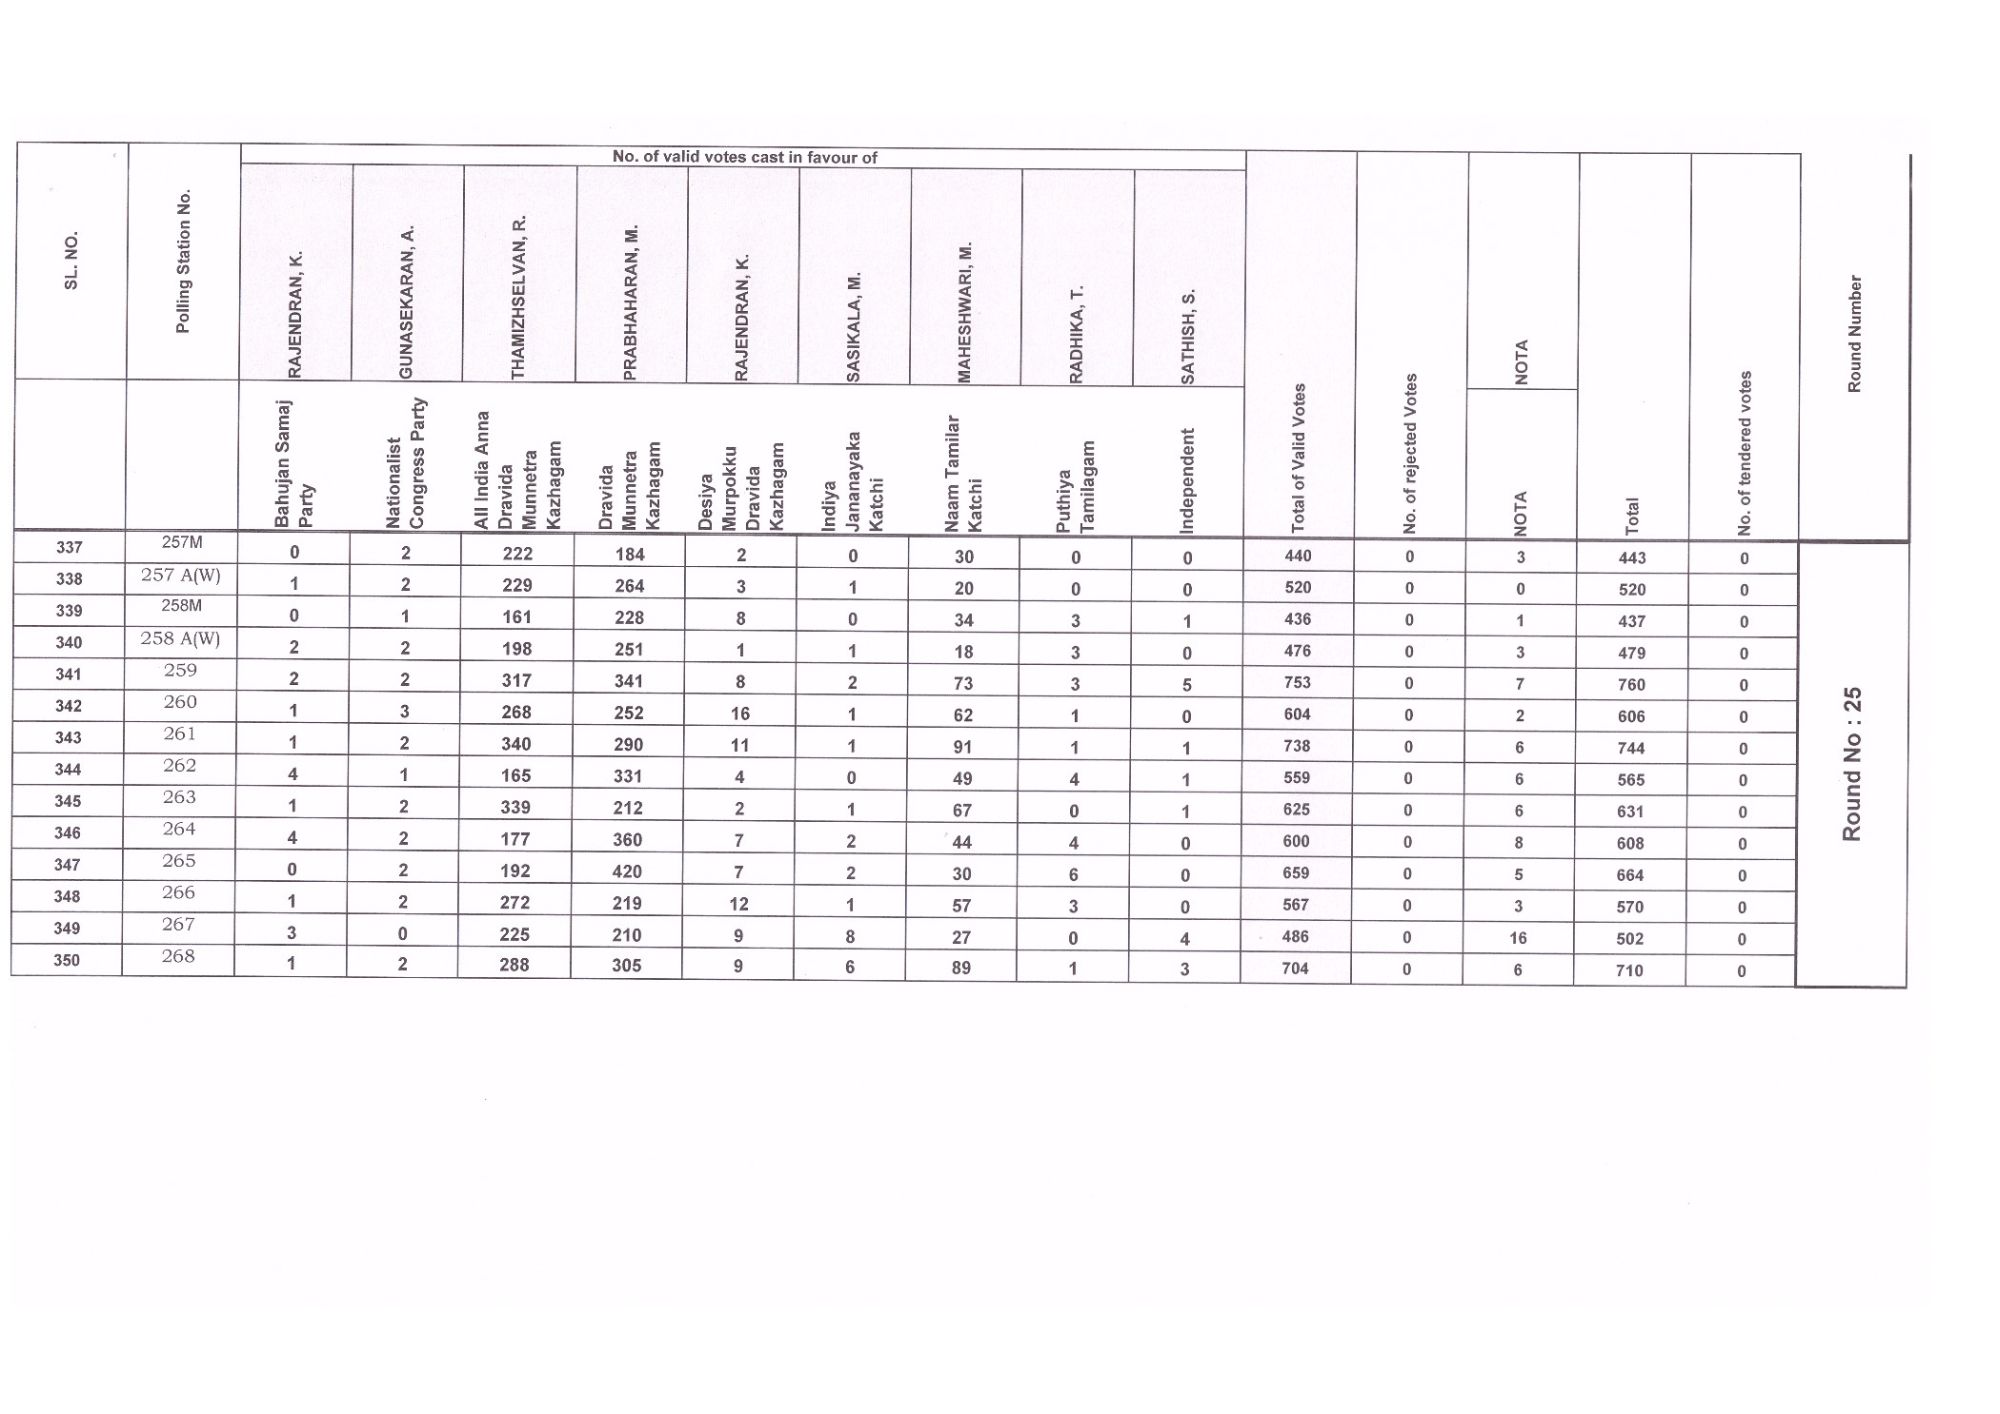 No. of valid votes cast in favour of
SL. NO.
Polling Station No.
RAJENDRAN, K.
GUNASEKARAN, A.
THAMIZHSELVAN, R.
PRABHAHARAN, M.
RAJENDRAN, K.
SASIKALA, M.
MAHESHWARI, M.
RADHIKA, T.
SATHISH, S.
Total of Valid Votes
No. of rejected Votes
NOTA
Total
No. of tendered votes
Round Number
Bahujan Samaj
Party
Nationalist
Congress Party
All India Anna
Dravida
Munnetra
Kazhagam
Dravida
Munnetra
Kazhagam
Desiya
Murpokku
Dravida
Kazhagam
Indiya
Jananayaka
Katchi
Naam Tamilar
Katchi
Puthiya
Tamilagam
Independent
NOTA
337 257M 0 2 222 184 2 0 30 0 0 440 0 3 443 0
338 257 A(W) 1 2 229 264 3 1 20 0 0 520 0 0 520 0
339 258M 0 1 161 228 8 0 34 3 1 436 0 1 437 0
340 258 A(W) 2 2 198 251 1 1 18 3 0 476 0 3 479 0
341 259 2 2 317 341 8 2 73 3 5 753 0 7 760 0
342 260 1 3 268 252 16 1 62 1 0 604 0 2 606 0
343 261 1 2 340 290 11 1 91 1 1 738 0 6 744 0
344 262 4 1 165 331 4 0 49 4 1 559 0 6 565 0
345 263 1 2 339 212 2 1 67 0 1 625 0 6 631 0
346 264 4 2 177 360 7 2 44 4 0 600 0 8 608 0
347 265 0 2 192 420 7 2 30 6 0 659 0 5 664 0
348 266 1 2 272 219 12 1 57 3 0 567 0 3 570 0
349 267 3 0 225 210 9 8 27 0 4 486 0 16 502 0
350 268 1 2 288 305 9 6 89 1 3 704 0 6 710 0
Round No : 25